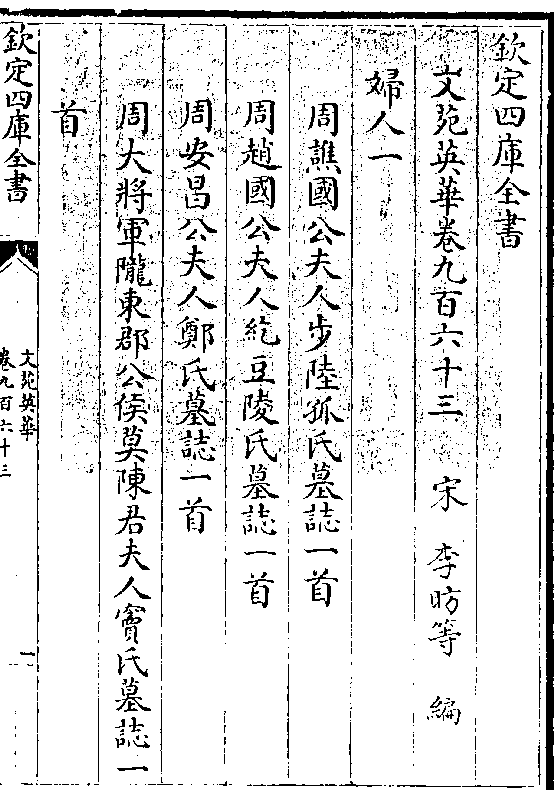 欽定四庫全書
文苑英華卷九百六十三　宋　李昉等　編
婦人一
周譙國公夫人步陸孤氏墓誌一首
周趙國公夫人紇豆陵氏墓誌一首
周安昌公夫人鄭氏墓誌一首
周大將軍隴東郡公侯莫陳君夫人竇氏墓誌一
首
欽定四庫全書
文苑英華
卷九百六十三
一